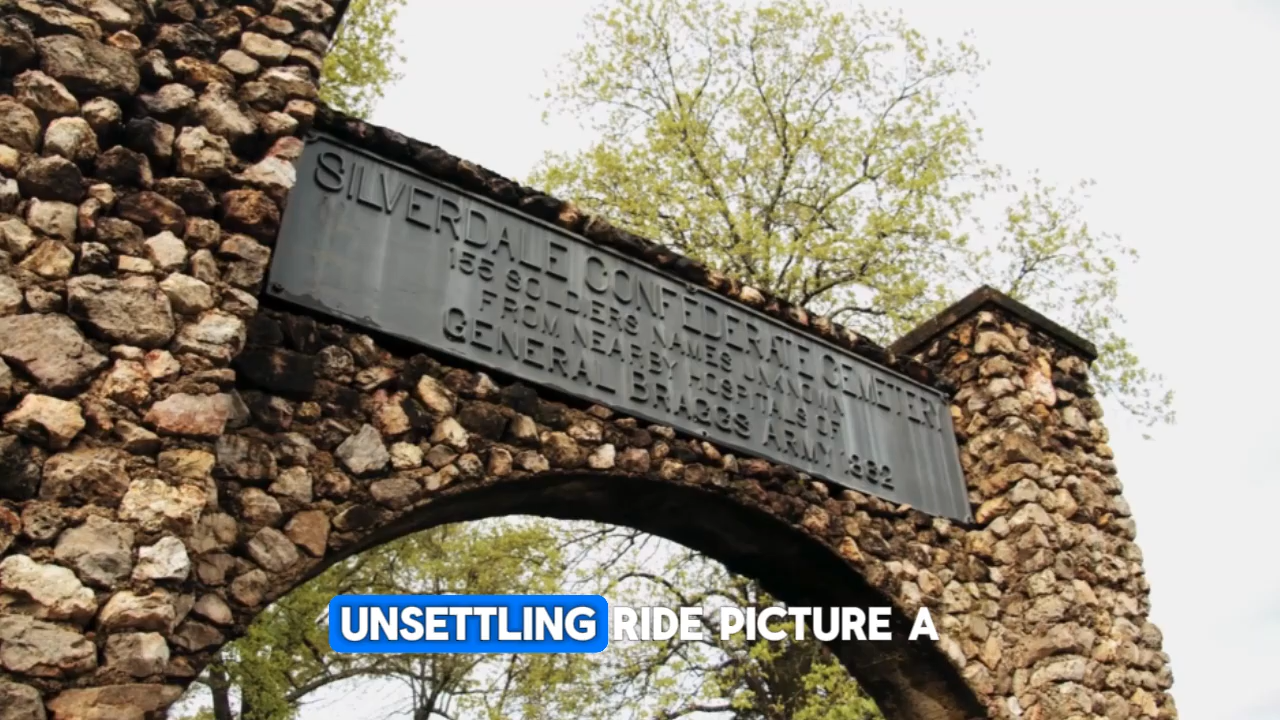 SILVERDALE CONFEDERATE CEMETERY
155 SOLDIERS NAMES UNKNOWN
FROM NEARBY HOSPITALS OF
GENERAL BRAGGS ARMY 1862
UNSETTLING RIDE PICTURE A